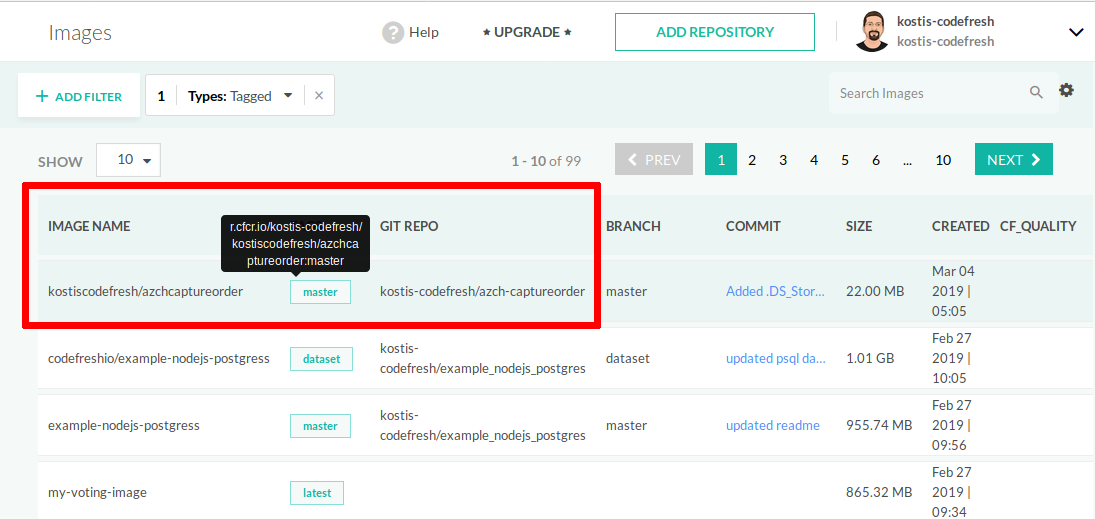 Images
? Help
★ UPGRADE ★
ADD REPOSITORY
kostis-codefresh
kostis-codefresh
+ ADD FILTER
1 Types: Tagged
Search Images
SHOW 10
1 - 10 of 99
PREV 1 2 3 4 5 6 ... 10 NEXT
IMAGE NAME GIT REPO BRANCH COMMIT SIZE CREATED CF_QUALITY
r.cfcr.io/kostis-codefresh/
kostiscodefresh/azchca
ptureorder:master
kostiscodefresh/azchcaptureorder master kostis-codefresh/azch-captureorder master Added .DS_Stor... 22.00 MB
Mar 04
2019 |
05:05
codefreshio/example-nodejs-postgress dataset
kostis-
codefresh/example_nodejs_postgres
dataset updated psql da... 1.01 GB
Feb 27
2019 |
10:05
example-nodejs-postgress master
kostis-
codefresh/example_nodejs_postgres
master updated readme 955.74 MB
Feb 27
2019 |
09:56
my-voting-image latest 865.32 MB
Feb 27
2019 |
09:34